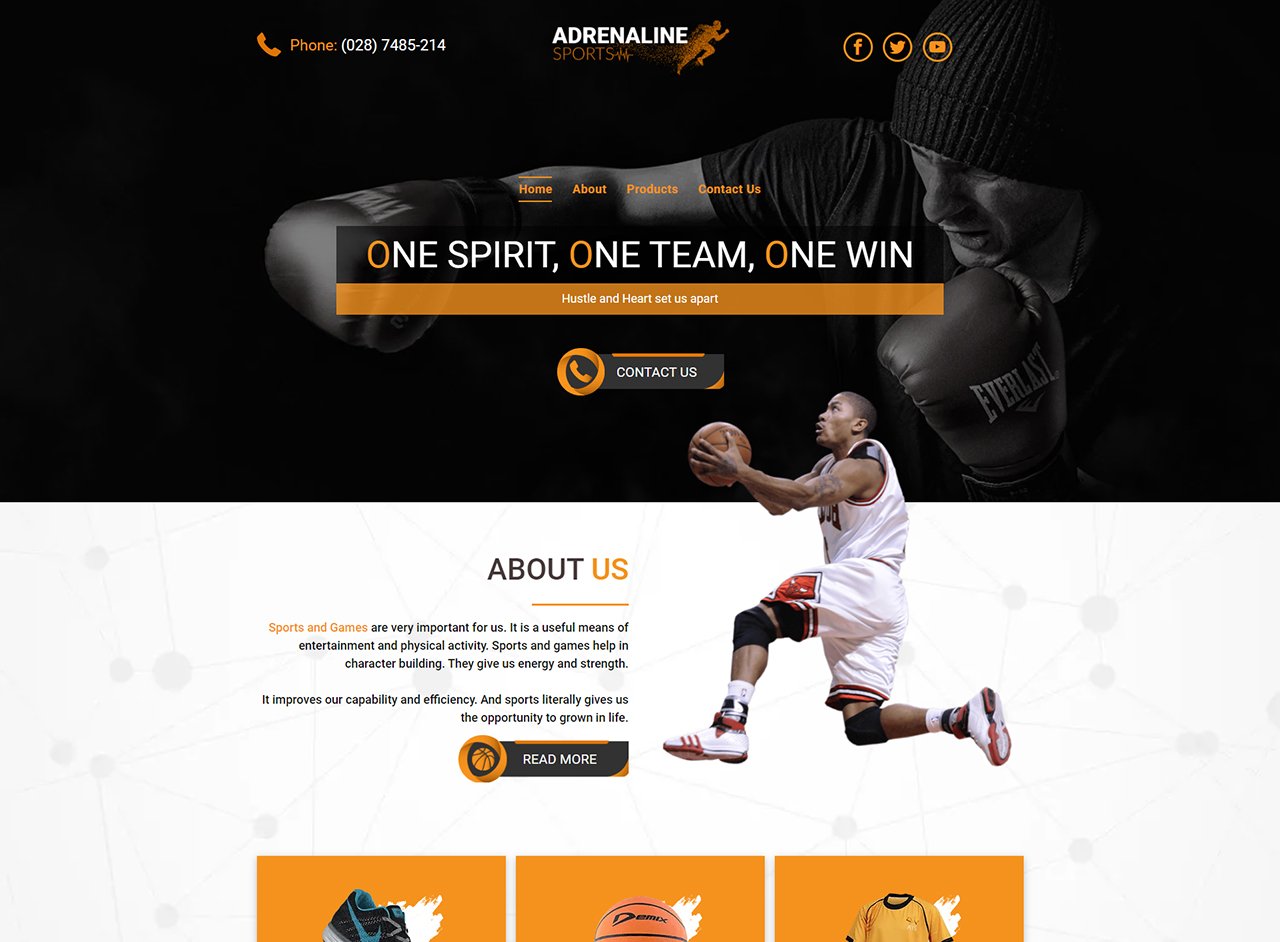 Phone: (028) 7485-214
ADRENALINE
SPORTS
Home About Products Contact Us
ONE SPIRIT, ONE TEAM, ONE WIN
Hustle and Heart set us apart
CONTACT US
EVERLAST
ABOUT US
Sports and Games are very important for us. It is a useful means of
entertainment and physical activity. Sports and games help in
character building. They give us energy and strength.
It improves our capability and efficiency. And sports literally gives us
the opportunity to grown in life.
READ MORE
DEMIX